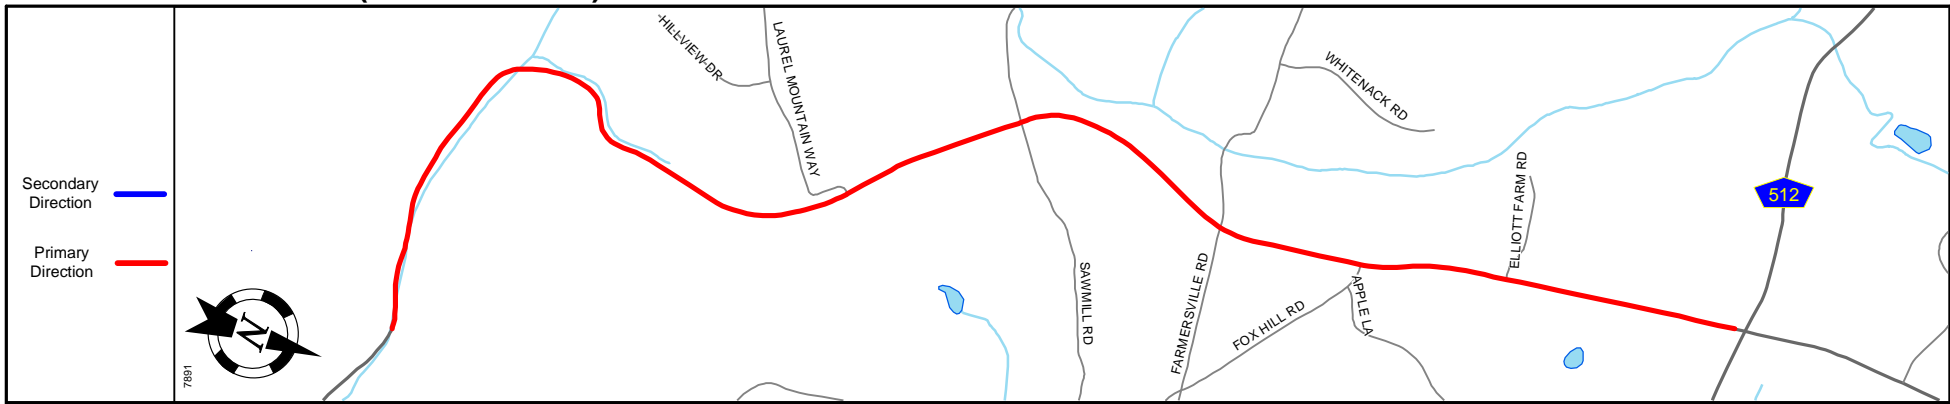 Secondary
Direction
Primary
Direction
HILLVIEW DR
LAUREL MOUNTAIN WAY
SAWMILL RD
FARMERSVILLE RD
WHITENACK RD
ELLIOTT FARM RD
FOX HILL RD
APPLE LA
512
N
7891